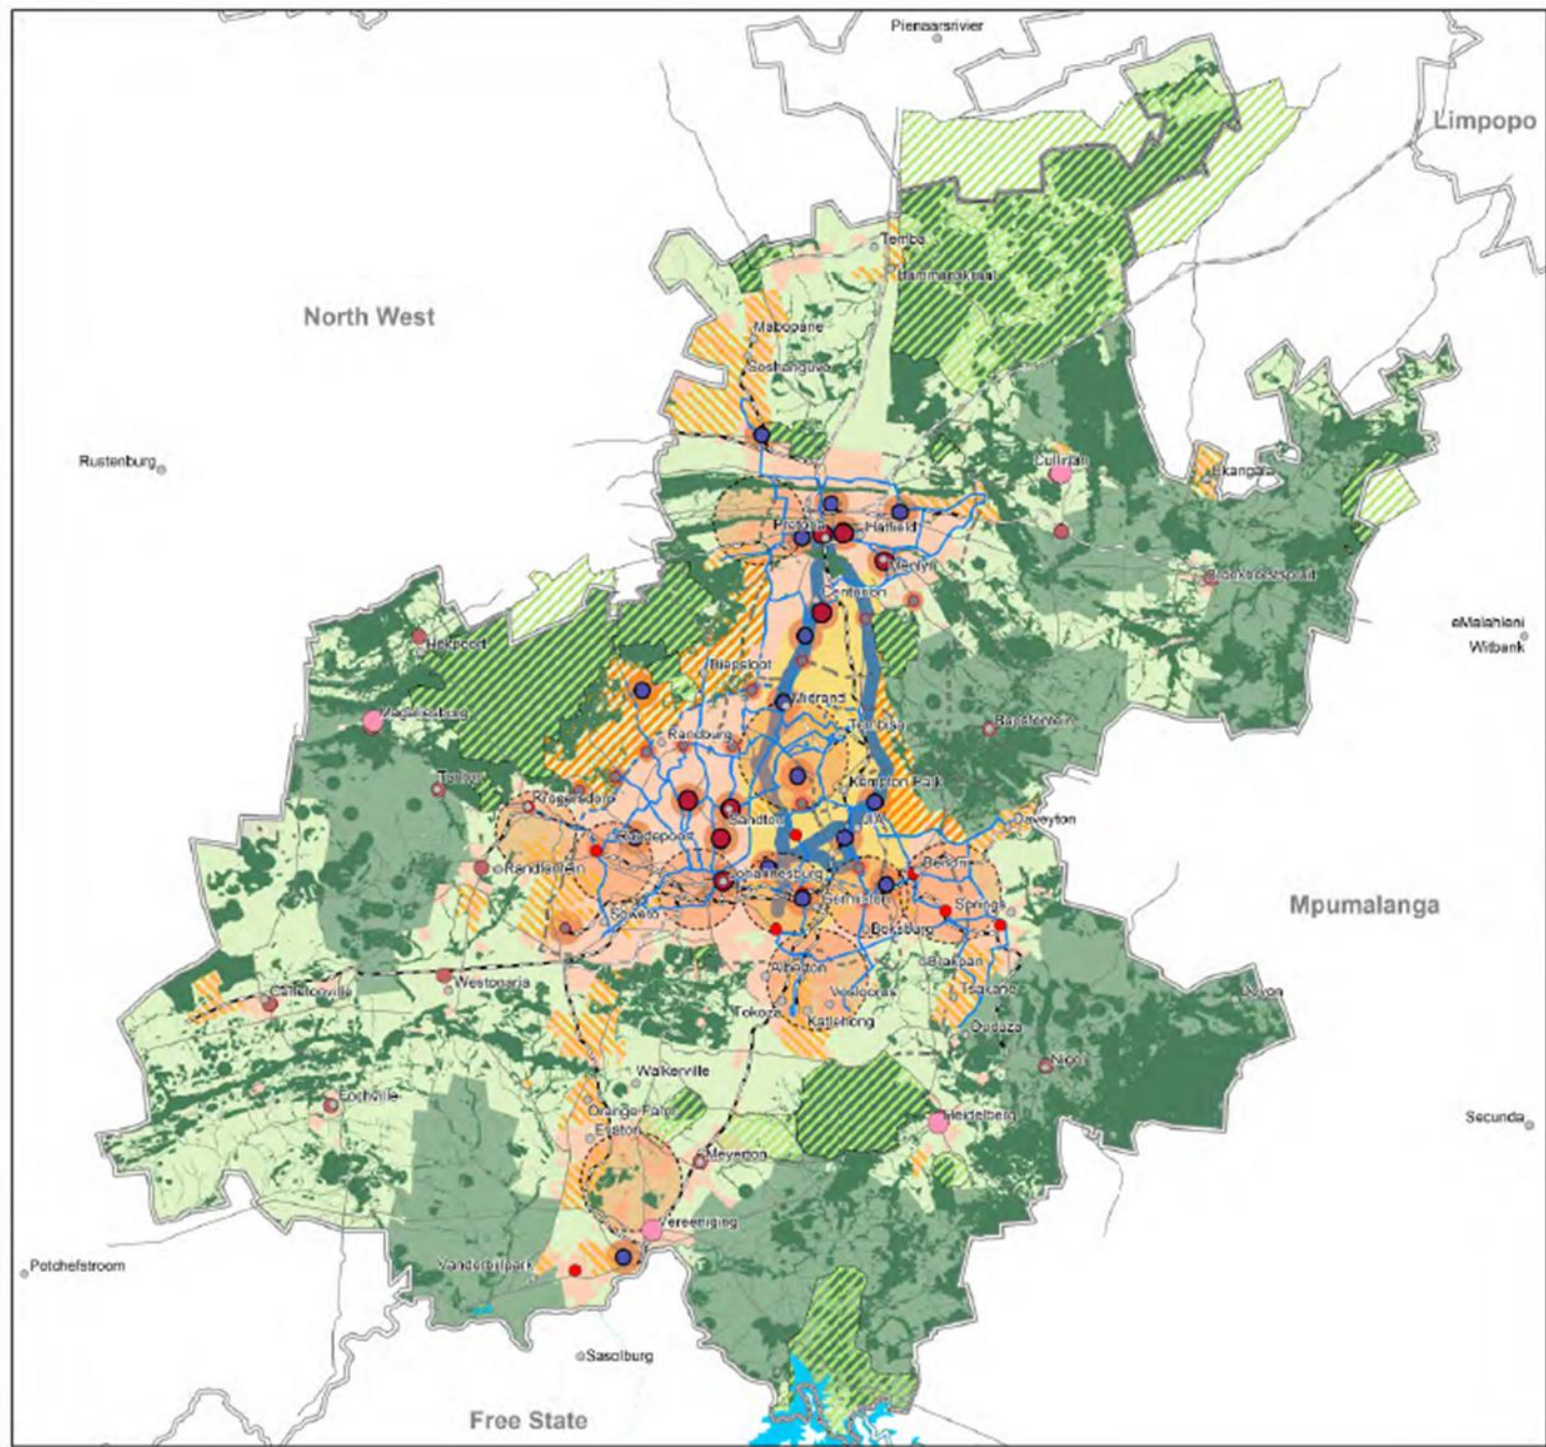 Pienaarsrivier
Limpopo
Temba
Hammanskraal
North West
Mabopane
Soshanguve
Rustenburg
Cullinan
Ekangala
Pretoria
Hatfield
Menlyn
Bronkhorstspruit
Centurion
eMalahleni
Witbank
Hekpoort
Diepsloot
Magaliesburg
Midrand
Bapsfontein
Tembisa
Randburg
Tarlton
Kempton Park
Krugersdorp
Sandton
JIA
Daveyton
Roodepoort
Benoni
Randfontein
Johannesburg
Germiston
Springs
Mpumalanga
Soweto
Boksburg
Brakpan
Alberton
Westonaria
Carletonville
Vosloorus
Tsakane
Devon
Tokoza
Katlehong
Duduza
Nigel
Walkerville
Fochville
Orange Farm
Heidelberg
Secunda
Evaton
Meyerton
Vereeniging
Potchefstroom
Vanderbijlpark
Sasolburg
Free State